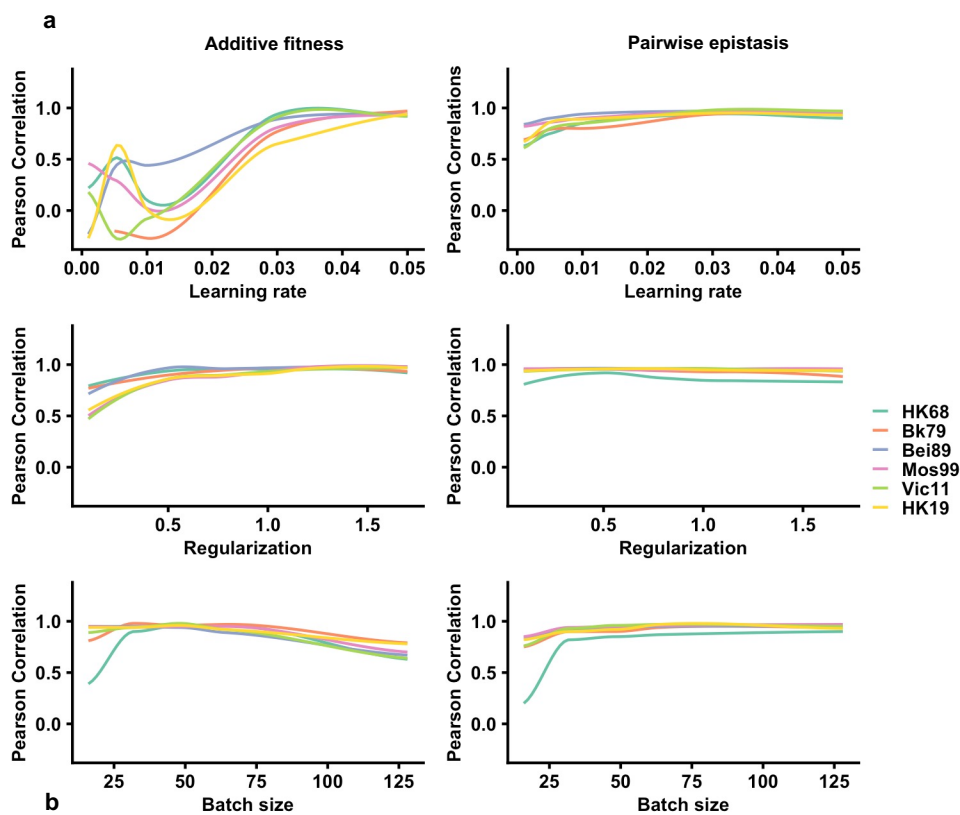 a
Additive fitness
Pairwise epistasis
Pearson Correlation
1.0
0.5
0.0
0.00 0.01 0.02 0.03 0.04 0.05
Learning rate
Pearson Correlations
1.0
0.5
0.0
0.00 0.01 0.02 0.03 0.04 0.05
Learning rate
Pearson Correlation
1.0
0.5
0.0
0.5 1.0 1.5
Regularization
Pearson Correlation
1.0
0.5
0.0
0.5 1.0 1.5
Regularization
HK68
Bk79
Bei89
Mos99
Vic11
HK19
Pearson Correlation
1.0
0.5
0.0
25 50 75 100 125
Batch size
Pearson Correlation
1.0
0.5
0.0
25 50 75 100 125
Batch size
b